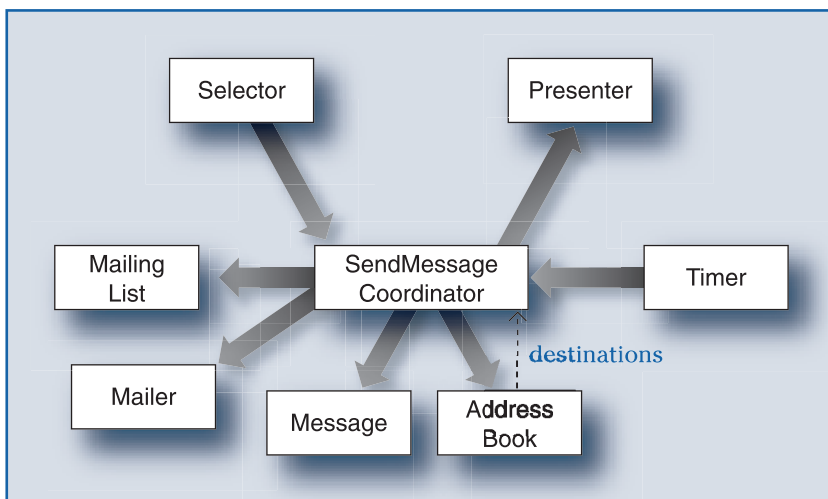 Selector
Presenter
Mailing
List
SendMessage
Coordinator
Timer
destinations
Mailer
Message
Address
Book